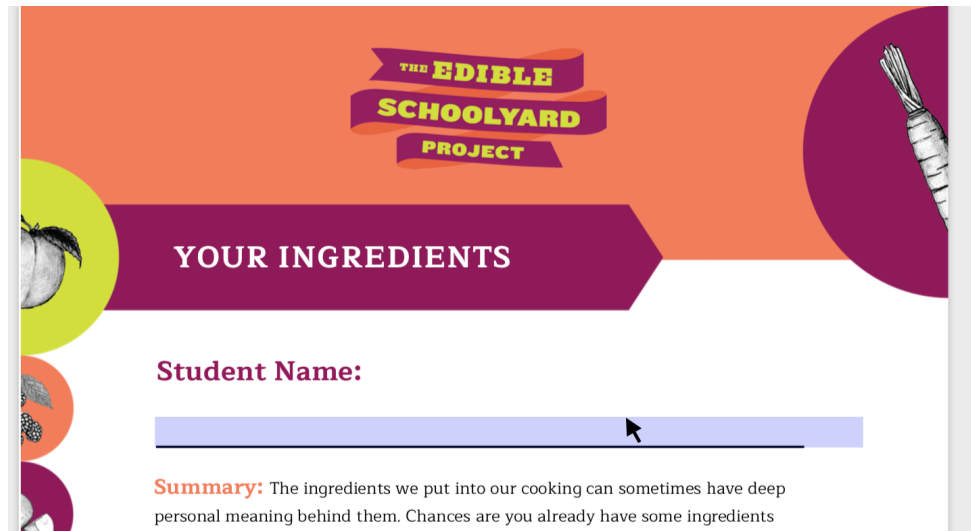 THE EDIBLE
SCHOOLYARD
PROJECT
YOUR INGREDIENTS
Student Name:
Summary: The ingredients we put into our cooking can sometimes have deep
personal meaning behind them. Chances are you already have some ingredients